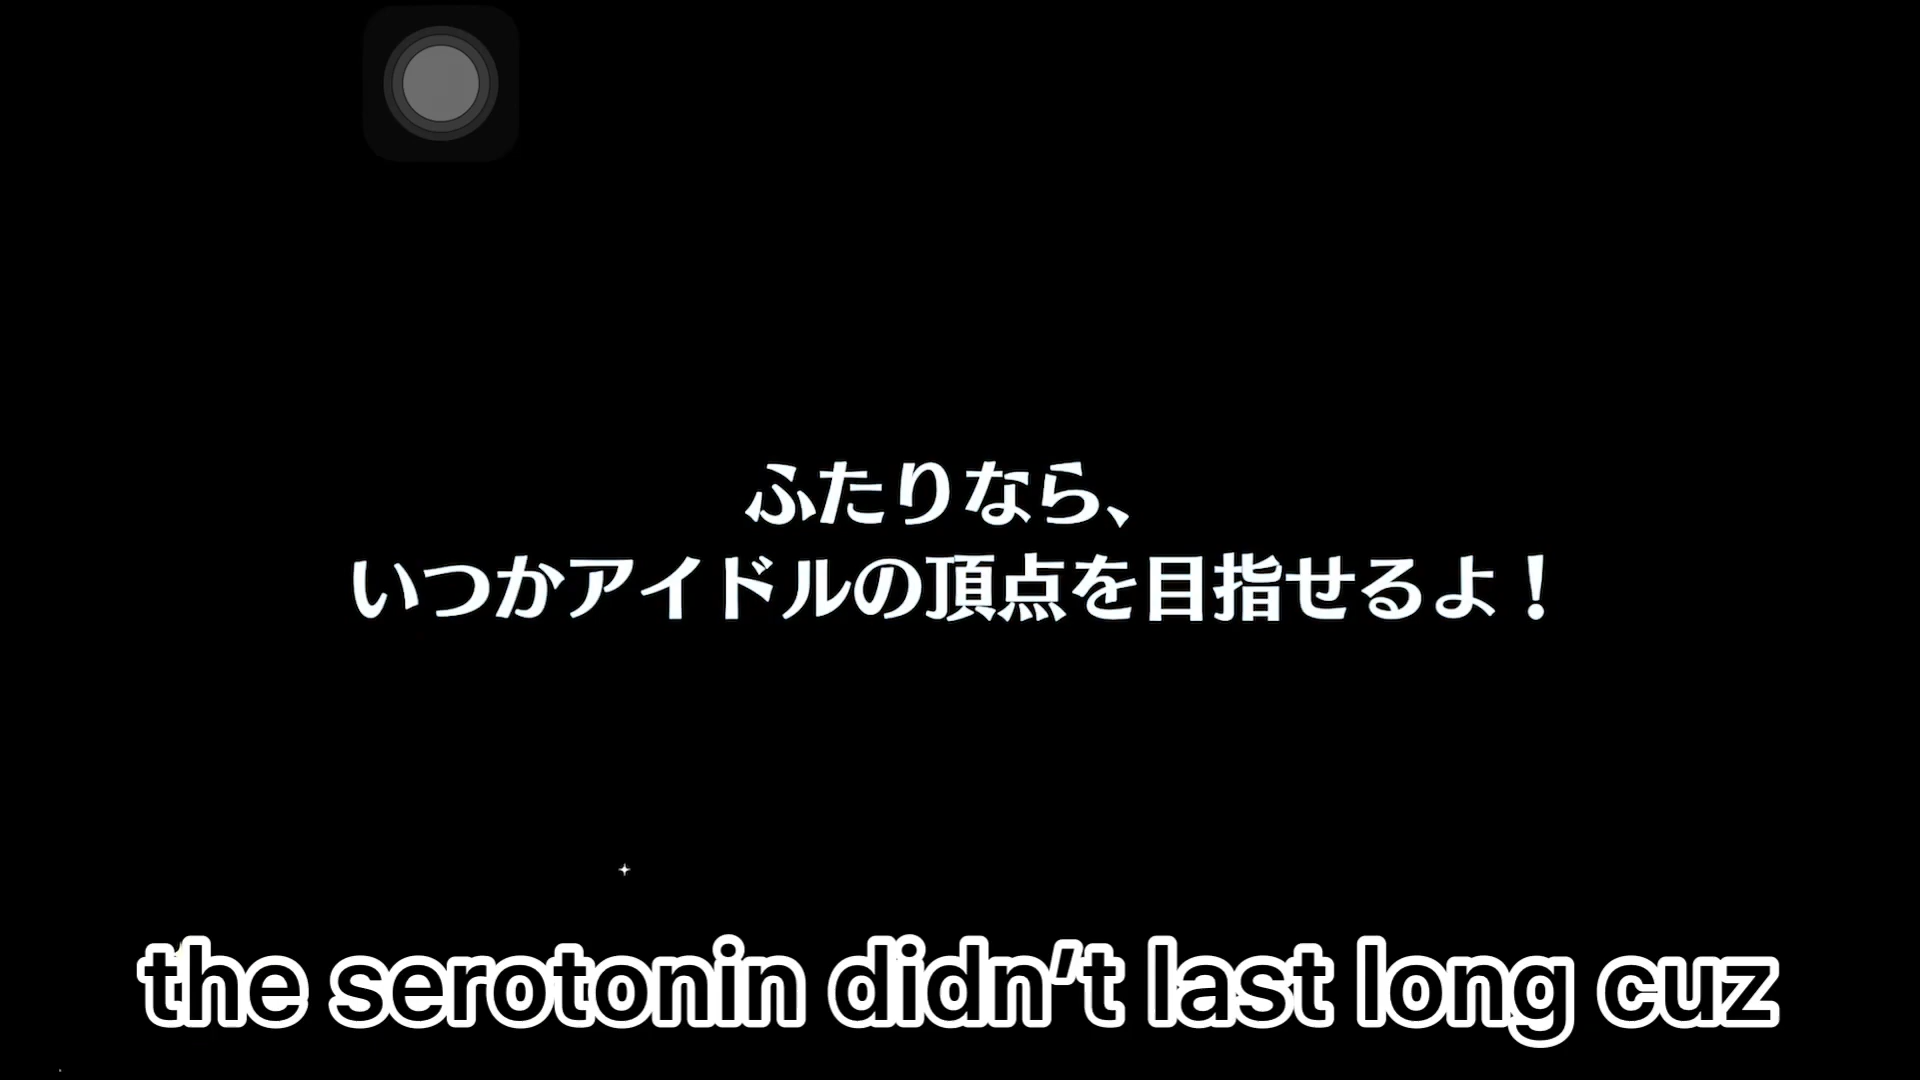 ふたりなら、
いつかアイドルの頂点を目指せるよ！
the serotonin didn't last long cuz